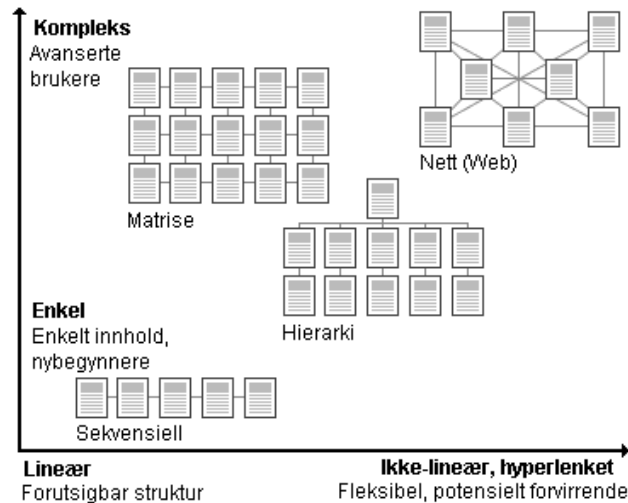 Kompleks
Avanserte
brukere
Nett (Web)
Matrise
Enkel
Enkelt innhold,
nybegynnere
Hierarki
Sekvensiell
Lineær
Forutsigbar struktur
Ikke-lineær, hyperlenket
Fleksibel, potensielt forvirrende